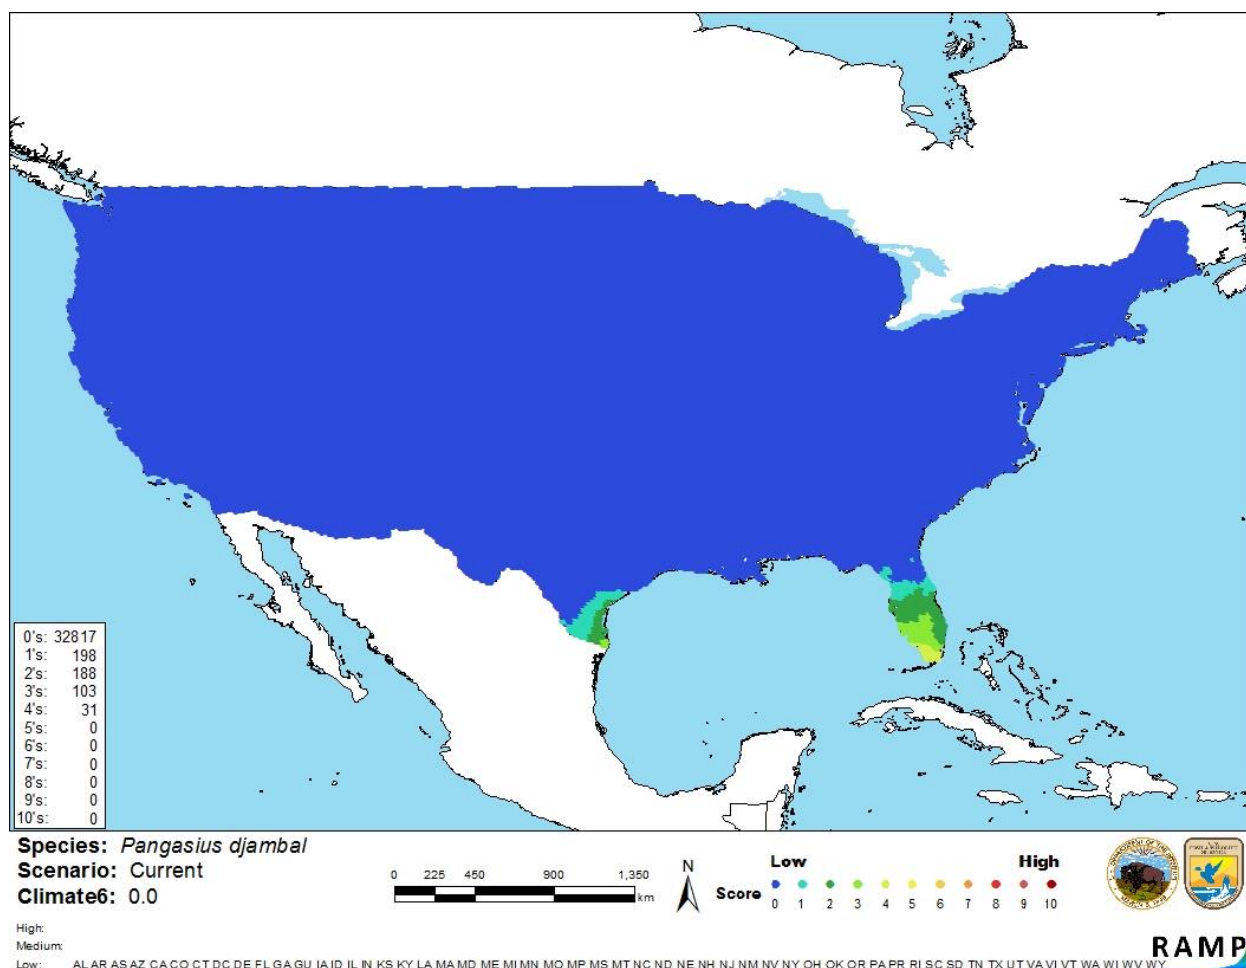 0's: 32817
1's: 198
2's: 188
3's: 103
4's: 31
5's: 0
6's: 0
7's: 0
8's: 0
9's: 0
10's: 0
Species: Pangasius djambal
Scenario: Current
Climate6: 0.0
0 225 450 900 1,350
km
N
Low High
Score 0 1 2 3 4 5 6 7 8 9 10
High:
Medium:
Low: AL AR AS AZ CA CO CT DC DE FL GA GU IA ID IL IN KS KY LA MA MD ME MI MN MO MP MS MT NC ND NE NH NJ NM NV NY OH OK OR PA PR RI SC SD TN TX UT VA VI VT WA WI WV WY
RAMP